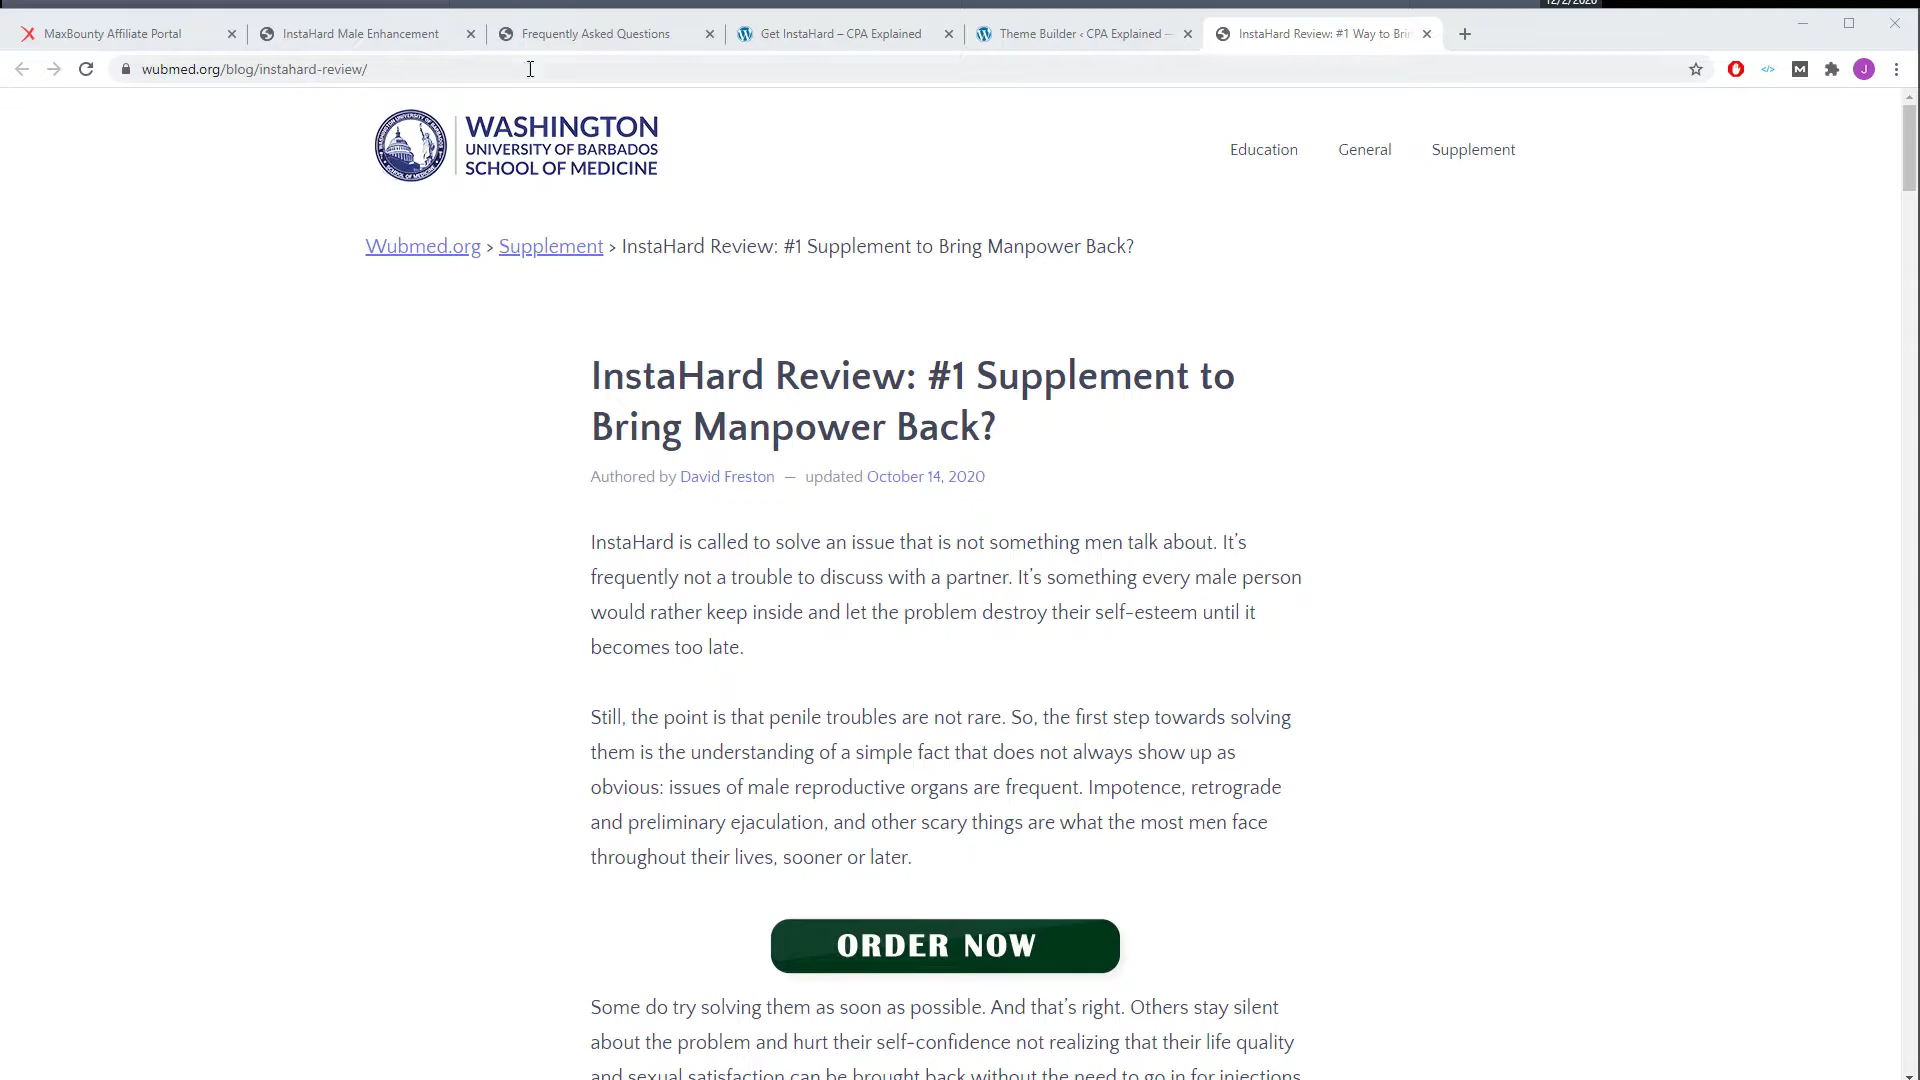 12/2/2020
MaxBounty Affiliate Portal
InstaHard Male Enhancement
Frequently Asked Questions
Get InstaHard – CPA Explained
Theme Builder ‹ CPA Explained —
InstaHard Review: #1 Way to Brin
wubmed.org/blog/instahard-review/
J
WASHINGTON
UNIVERSITY OF BARBADOS
SCHOOL OF MEDICINE
Education
General
Supplement
Wubmed.org > Supplement > InstaHard Review: #1 Supplement to Bring Manpower Back?
InstaHard Review: #1 Supplement to
Bring Manpower Back?
Authored by David Freston — updated October 14, 2020
InstaHard is called to solve an issue that is not something men talk about. It’s
frequently not a trouble to discuss with a partner. It’s something every male person
would rather keep inside and let the problem destroy their self-esteem until it
becomes too late.
Still, the point is that penile troubles are not rare. So, the first step towards solving
them is the understanding of a simple fact that does not always show up as
obvious: issues of male reproductive organs are frequent. Impotence, retrograde
and preliminary ejaculation, and other scary things are what the most men face
throughout their lives, sooner or later.
ORDER NOW
Some do try solving them as soon as possible. And that’s right. Others stay silent
about the problem and hurt their self-confidence not realizing that their life quality
and sexual satisfaction can be brought back without the need to go in for injections